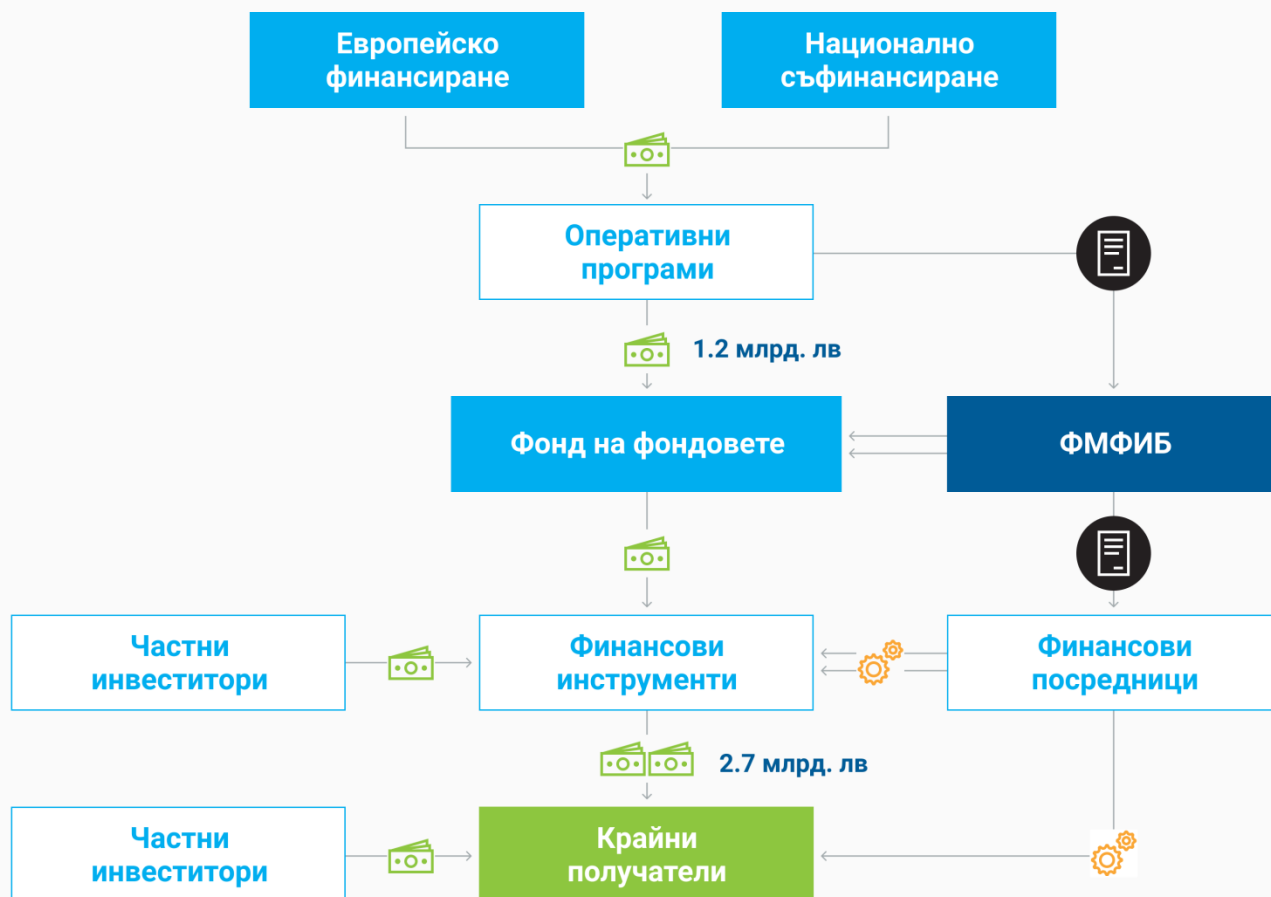 Европейско
финансиране
Национално
съфинансиране
Оперативни
програми
1.2 млрд. лв
Фонд на фондовете
ФМФИБ
Частни
инвеститори
Финансови
инструменти
Финансови
посредници
2.7 млрд. лв
Частни
инвеститори
Крайни
получатели